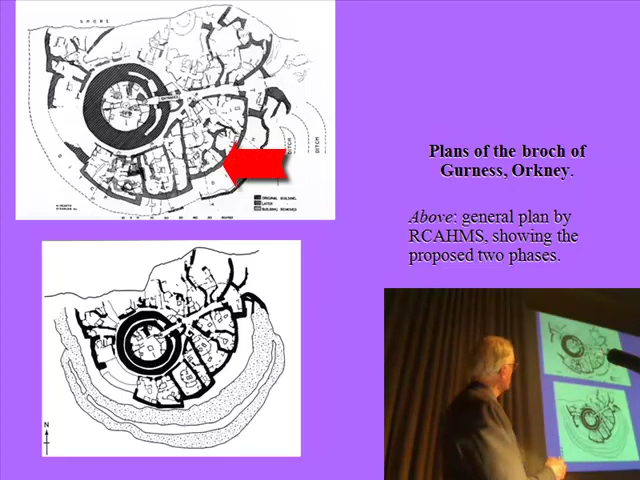 SHORE
ENTRANCE
DITCH
DITCH
ORIGINAL BUILDING
LATER "
BUILDING REMOVED
N
Plans of the broch of
Gurness, Orkney.
Above: general plan by
RCAHMS, showing the
proposed two phases.